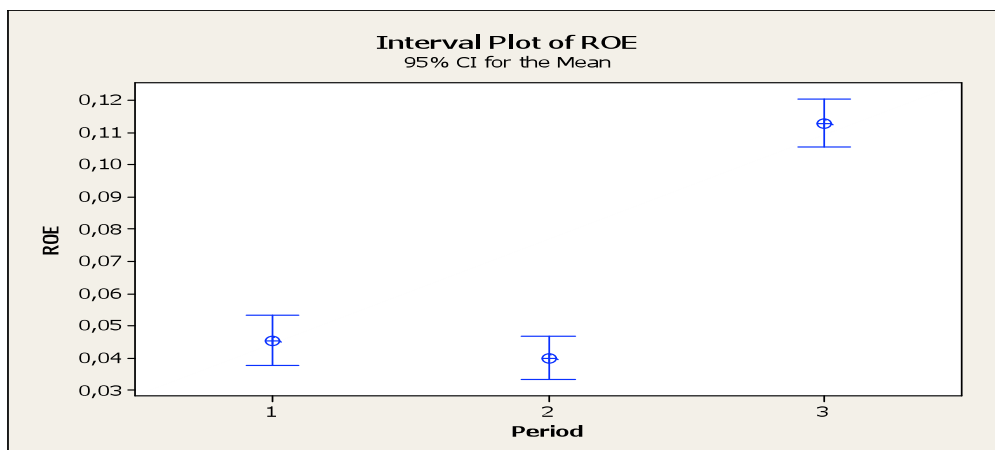 Interval Plot of ROE
95% CI for the Mean
0,12
0,11
0,10
0,09
0,08
0,07
0,06
0,05
0,04
0,03
ROE
1 2 3
Period